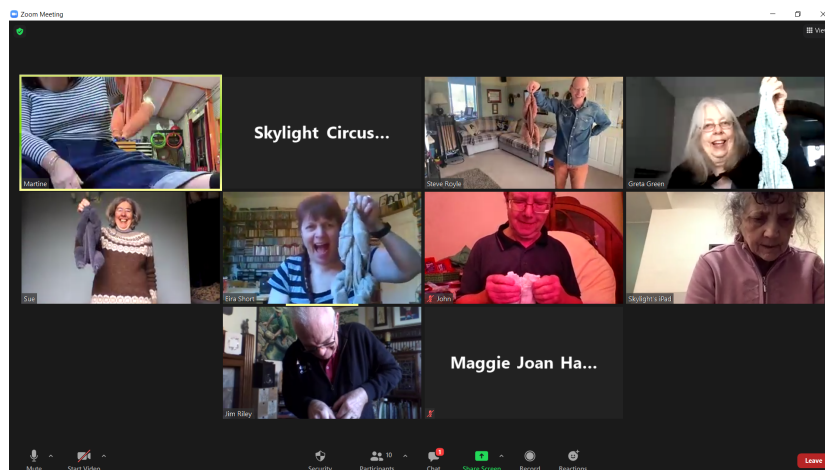 Zoom Meeting
View
Martine
Skylight Circus...
Steve Royle
Greta Green
Sue
Eira Short
John
Skylight's iPad
Jim Riley
Maggie Joan Ha...
10
1
Mute
Start Video
Security
Participants
Chat
Share Screen
Record
Reactions
Leave